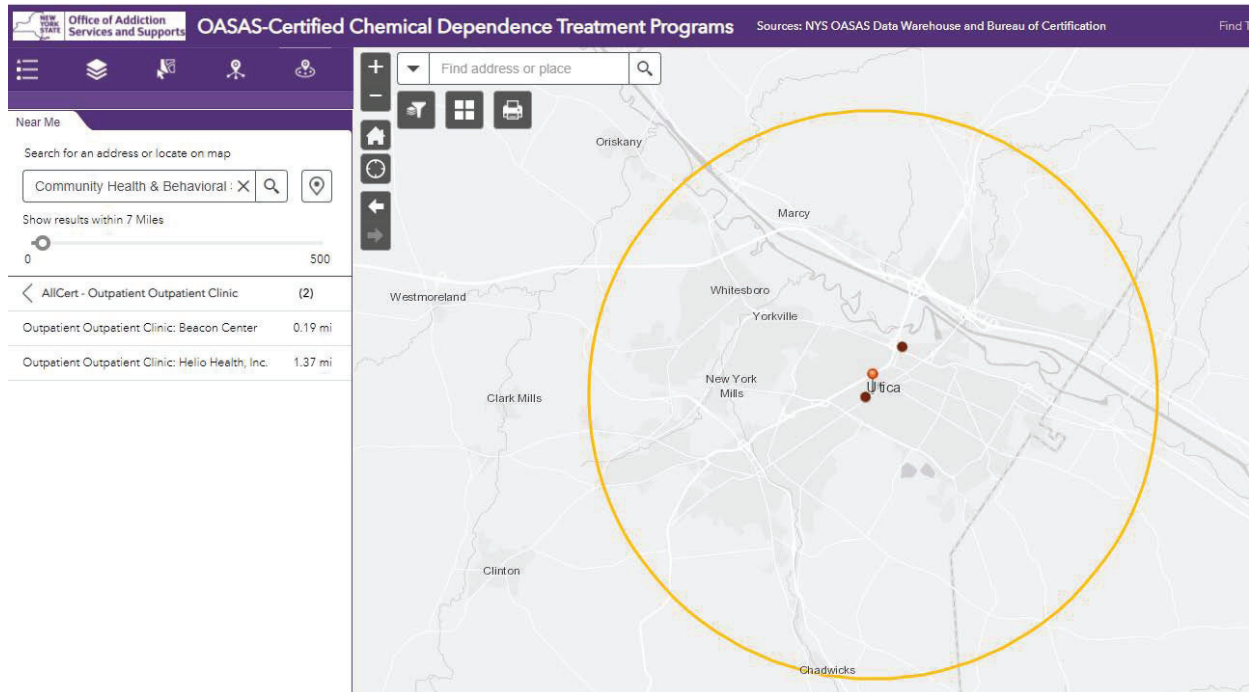 NEW YORK STATE
Office of Addiction Services and Supports
OASAS-Certified Chemical Dependence Treatment Programs
Sources: NYS OASAS Data Warehouse and Bureau of Certification
Find T
Near Me
Search for an address or locate on map
Community Health & Behavioral
Show results within 7 Miles
0
500
AllCert - Outpatient Outpatient Clinic (2)
Outpatient Outpatient Clinic: Beacon Center 0.19 mi
Outpatient Outpatient Clinic: Helio Health, Inc. 1.37 mi
Find address or place
Oriskany
Marcy
Westmoreland
Whitesboro
Yorkville
New York
Mills
Utica
Clark Mills
Clinton
Chadwicks